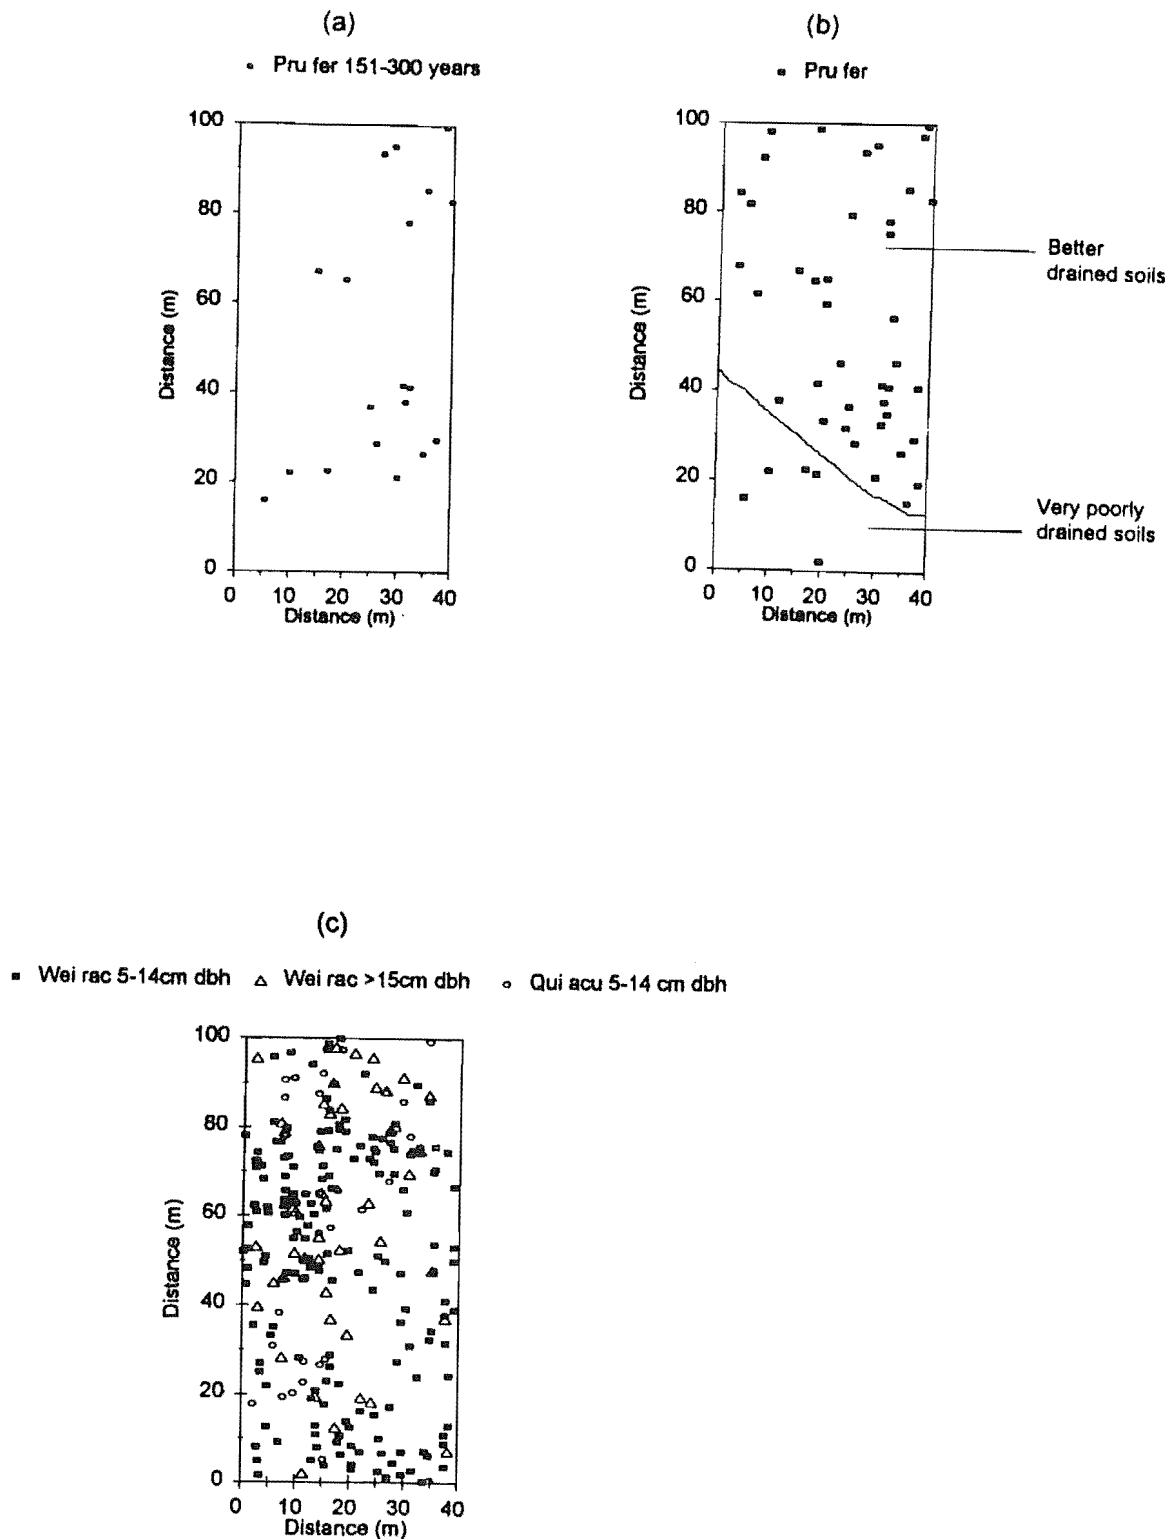 (a)
Pru fer 151-300 years
100
80
60
40
20
0
Distance (m)
0 10 20 30 40
Distance (m)
(b)
Pru fer
100
80
60
40
20
0
Distance (m)
0 10 20 30 40
Distance (m)
Better
drained soils
Very poorly
drained soils
(c)
Wei rac 5-14cm dbh Wei rac >15cm dbh Qui acu 5-14 cm dbh
100
80
60
40
20
0
Distance (m)
0 10 20 30 40
Distance (m)